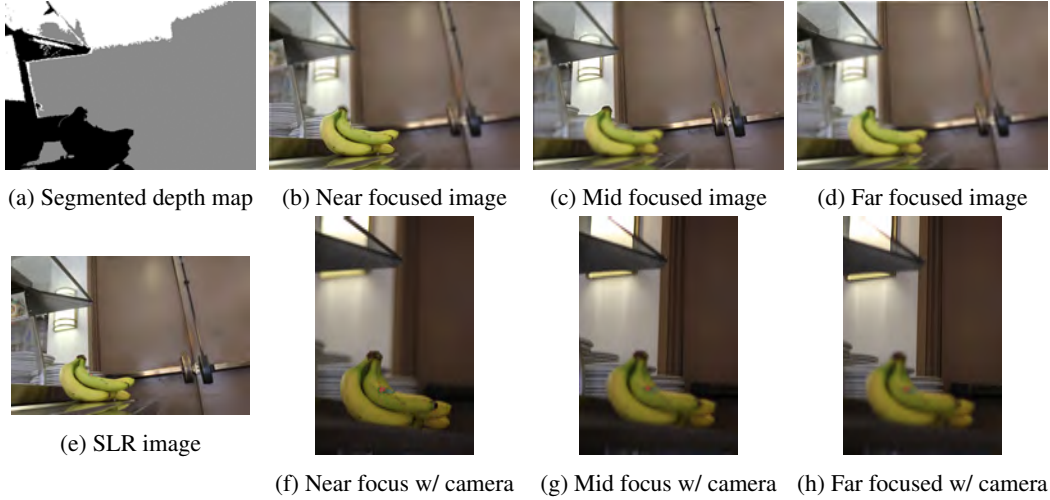 (a) Segmented depth map
(b) Near focused image
(c) Mid focused image
(d) Far focused image
(e) SLR image
(f) Near focus w/ camera
(g) Mid focus w/ camera
(h) Far focused w/ camera